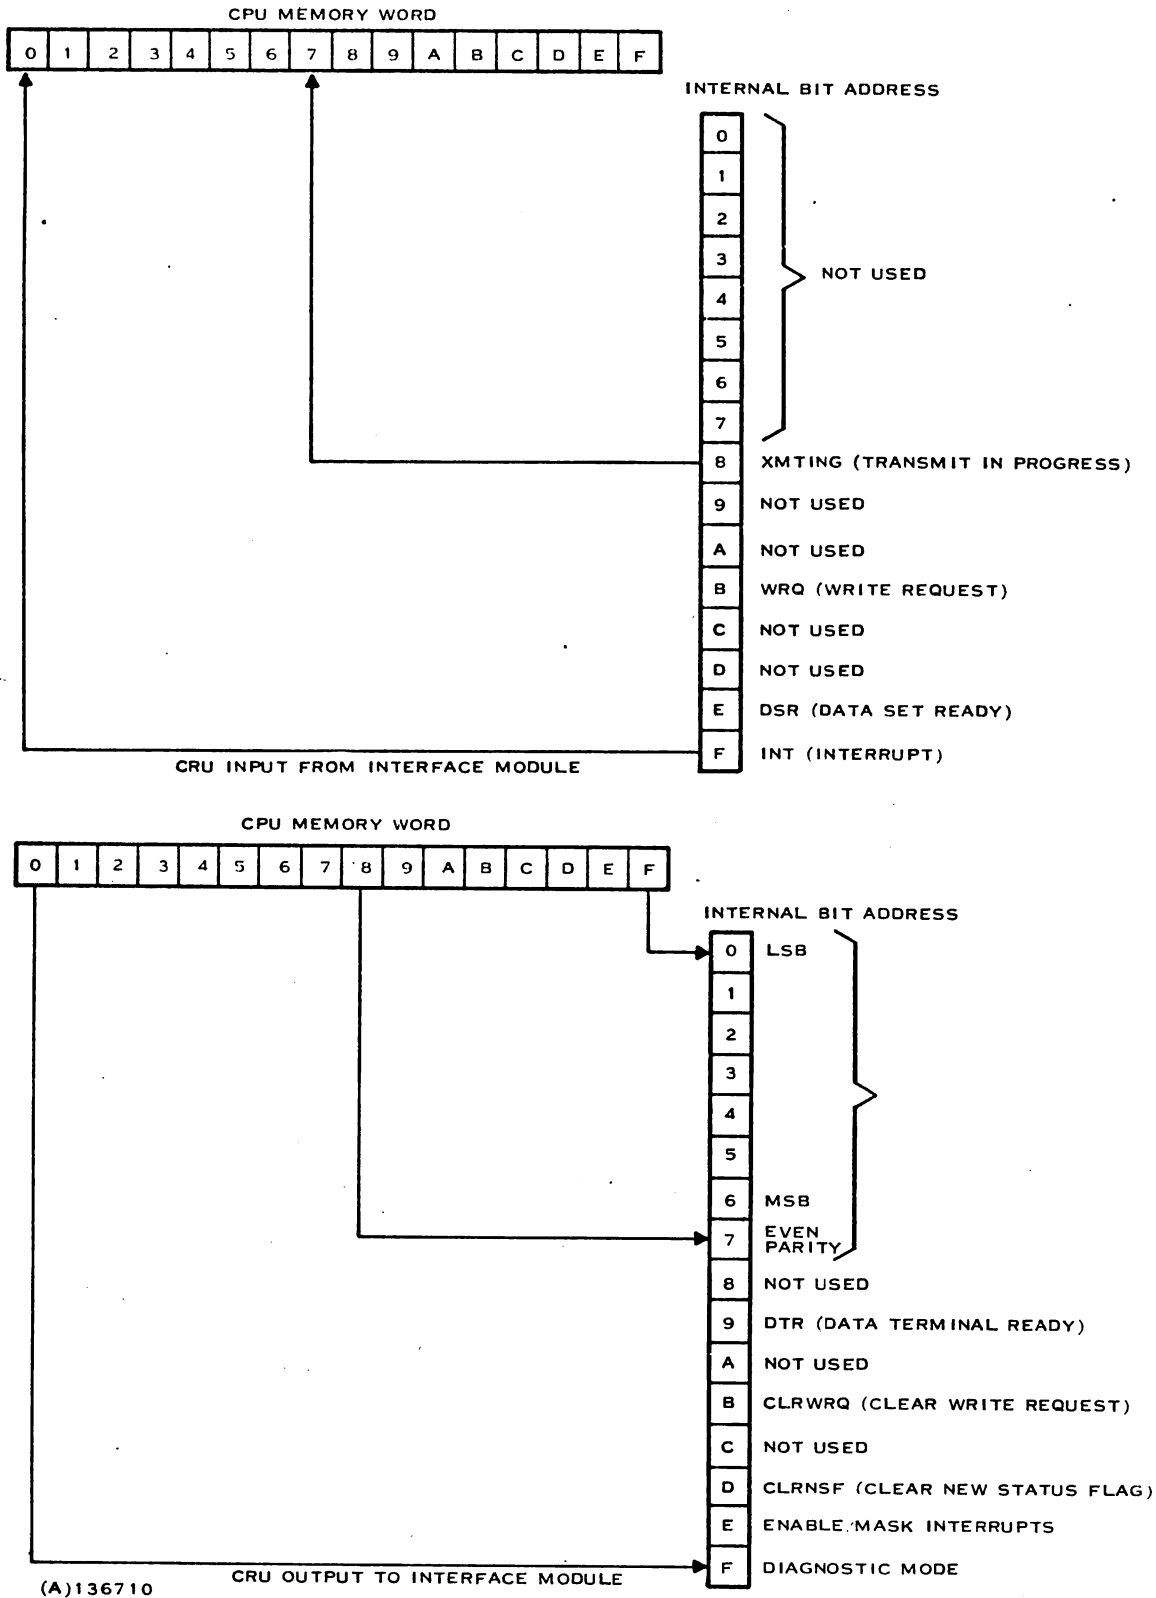 CPU MEMORY WORD
0 1 2 3 4 5 6 7 8 9 A B C D E F
INTERNAL BIT ADDRESS
0
1
2
3
NOT USED
4
5
6
7
8 XMTING (TRANSMIT IN PROGRESS)
9 NOT USED
A NOT USED
B WRQ (WRITE REQUEST)
C NOT USED
D NOT USED
E DSR (DATA SET READY)
F INT (INTERRUPT)
CRU INPUT FROM INTERFACE MODULE
CPU MEMORY WORD
0 1 2 3 4 5 6 7 8 9 A B C D E F
INTERNAL BIT ADDRESS
0 LSB
1
2
3
4
5
6 MSB
7 EVEN
PARITY
8 NOT USED
9 DTR (DATA TERMINAL READY)
A NOT USED
B CLRWRQ (CLEAR WRITE REQUEST)
C NOT USED
D CLRNSF (CLEAR NEW STATUS FLAG)
E ENABLE/MASK INTERRUPTS
F DIAGNOSTIC MODE
CRU OUTPUT TO INTERFACE MODULE
(A)136710